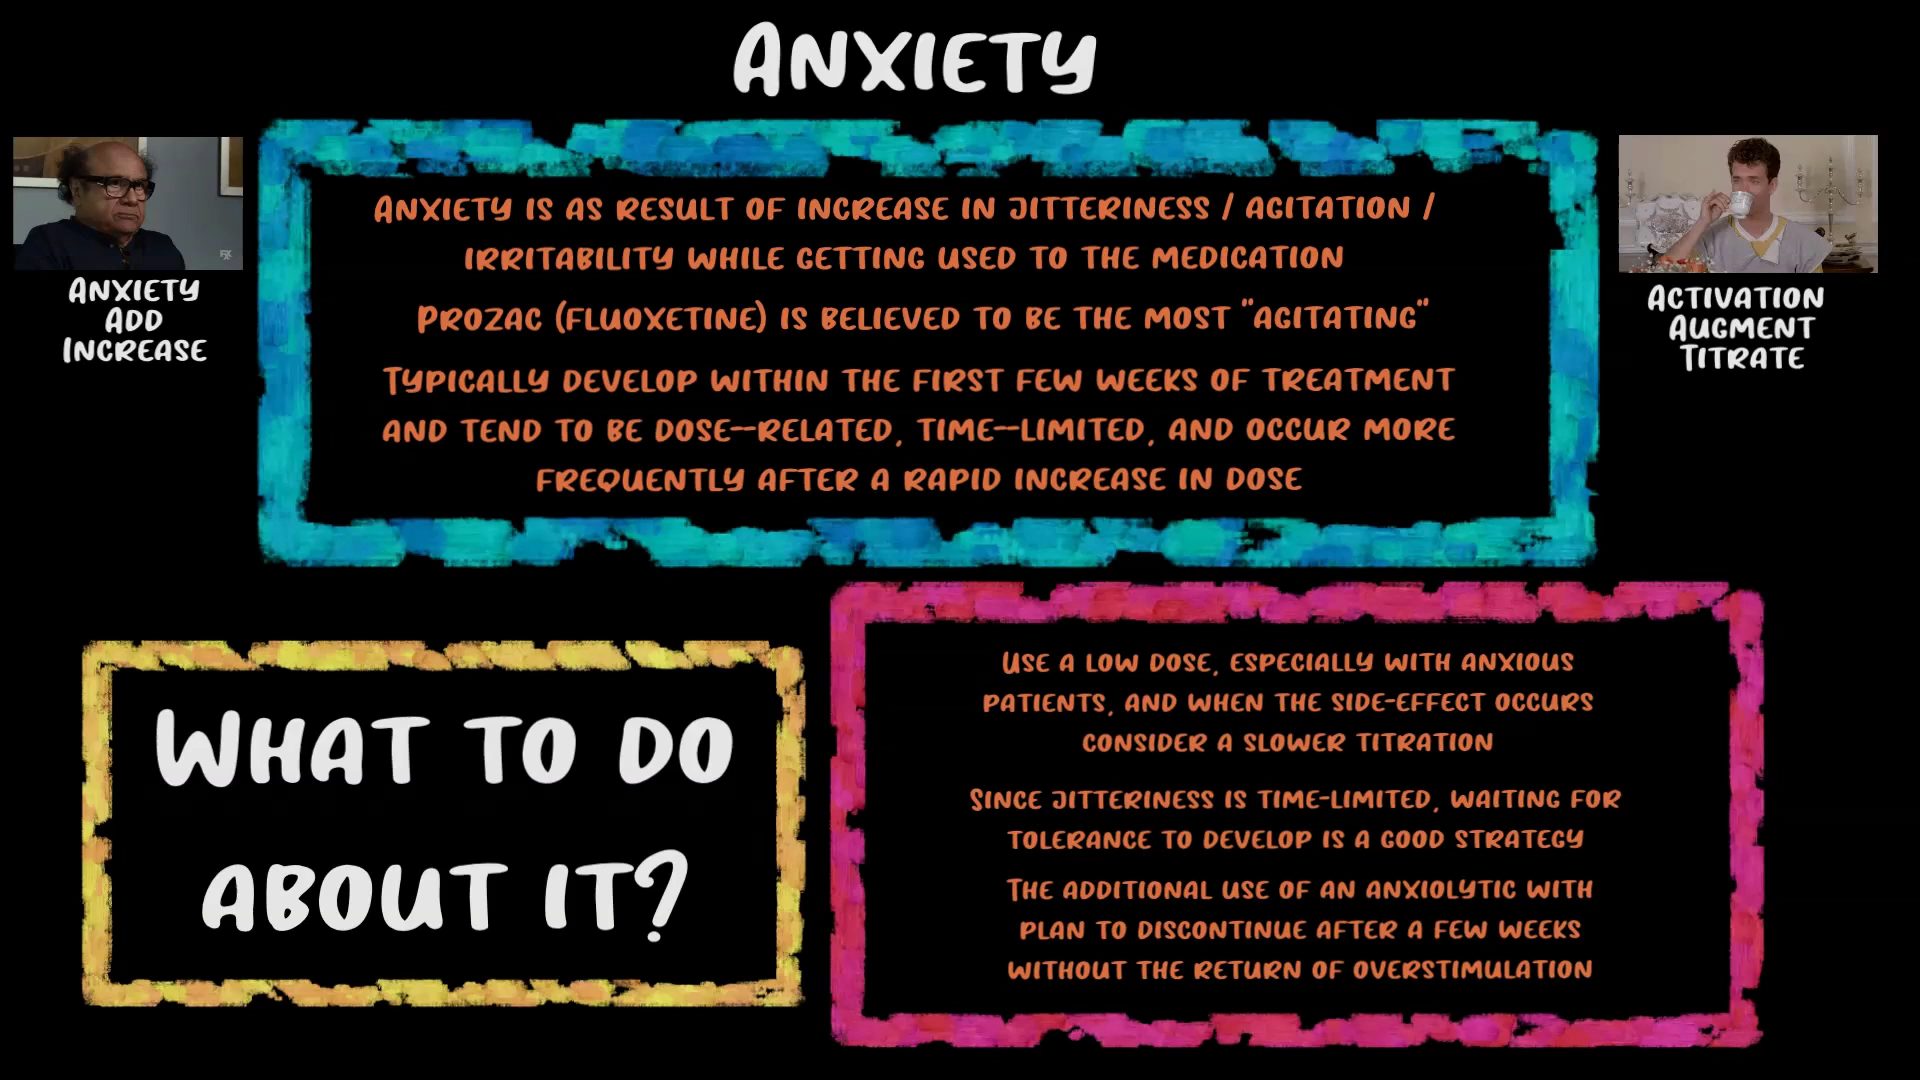 Anxiety
Anxiety is as result of increase in jitteriness / agitation /
irritability while getting used to the medication
Prozac (fluoxetine) is believed to be the most "agitating"
Typically develop within the first few weeks of treatment
and tend to be dose--related, time--limited, and occur more
frequently after a rapid increase in dose
FX
Anxiety
Add
Increase
Activation
Augment
Titrate
What to do
about it?
Use a low dose, especially with anxious
patients, and when the side-effect occurs
consider a slower titration
Since jitteriness is time-limited, waiting for
tolerance to develop is a good strategy
The additional use of an anxiolytic with
plan to discontinue after a few weeks
without the return of overstimulation